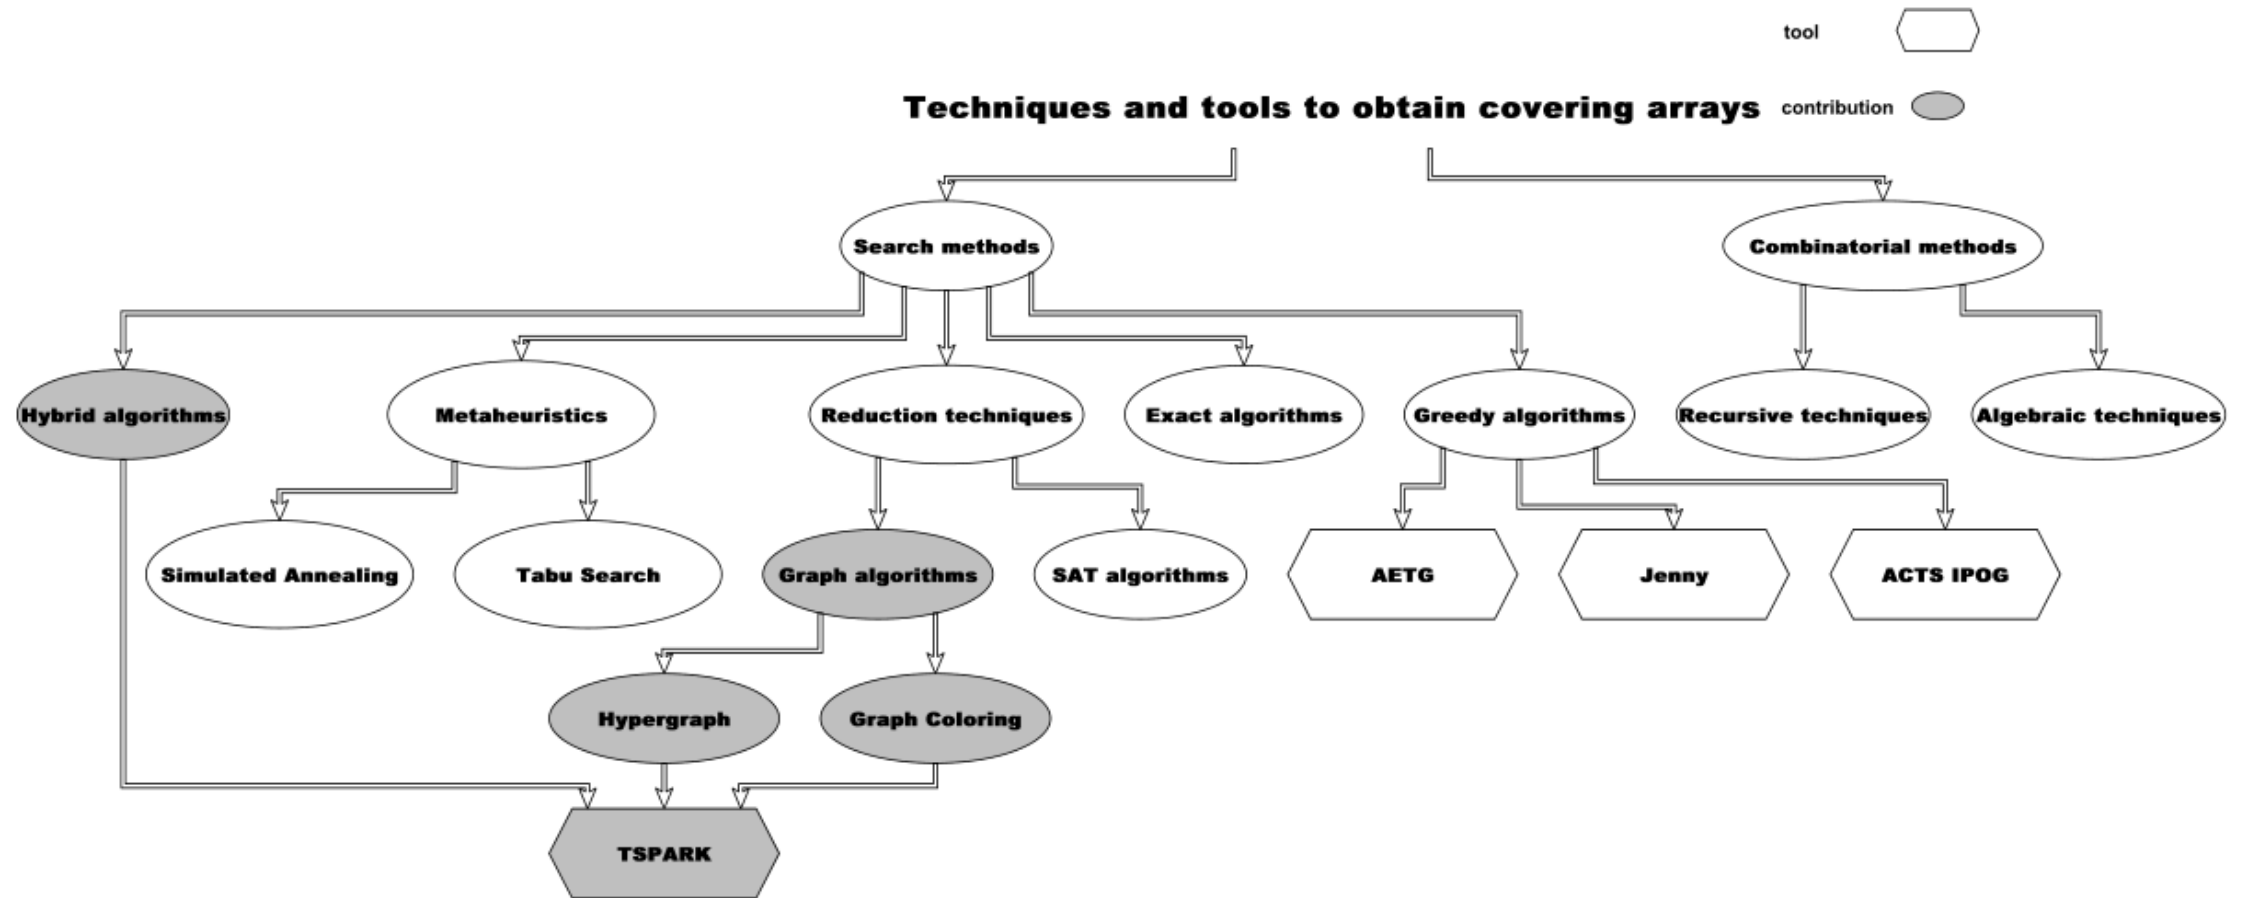 tool
Techniques and tools to obtain covering arrays
contribution
Search methods
Combinatorial methods
Hybrid algorithms
Metaheuristics
Reduction techniques
Exact algorithms
Greedy algorithms
Recursive techniques
Algebraic techniques
Simulated Annealing
Tabu Search
Graph algorithms
SAT algorithms
AETG
Jenny
ACTS IPOG
Hypergraph
Graph Coloring
TSPARK